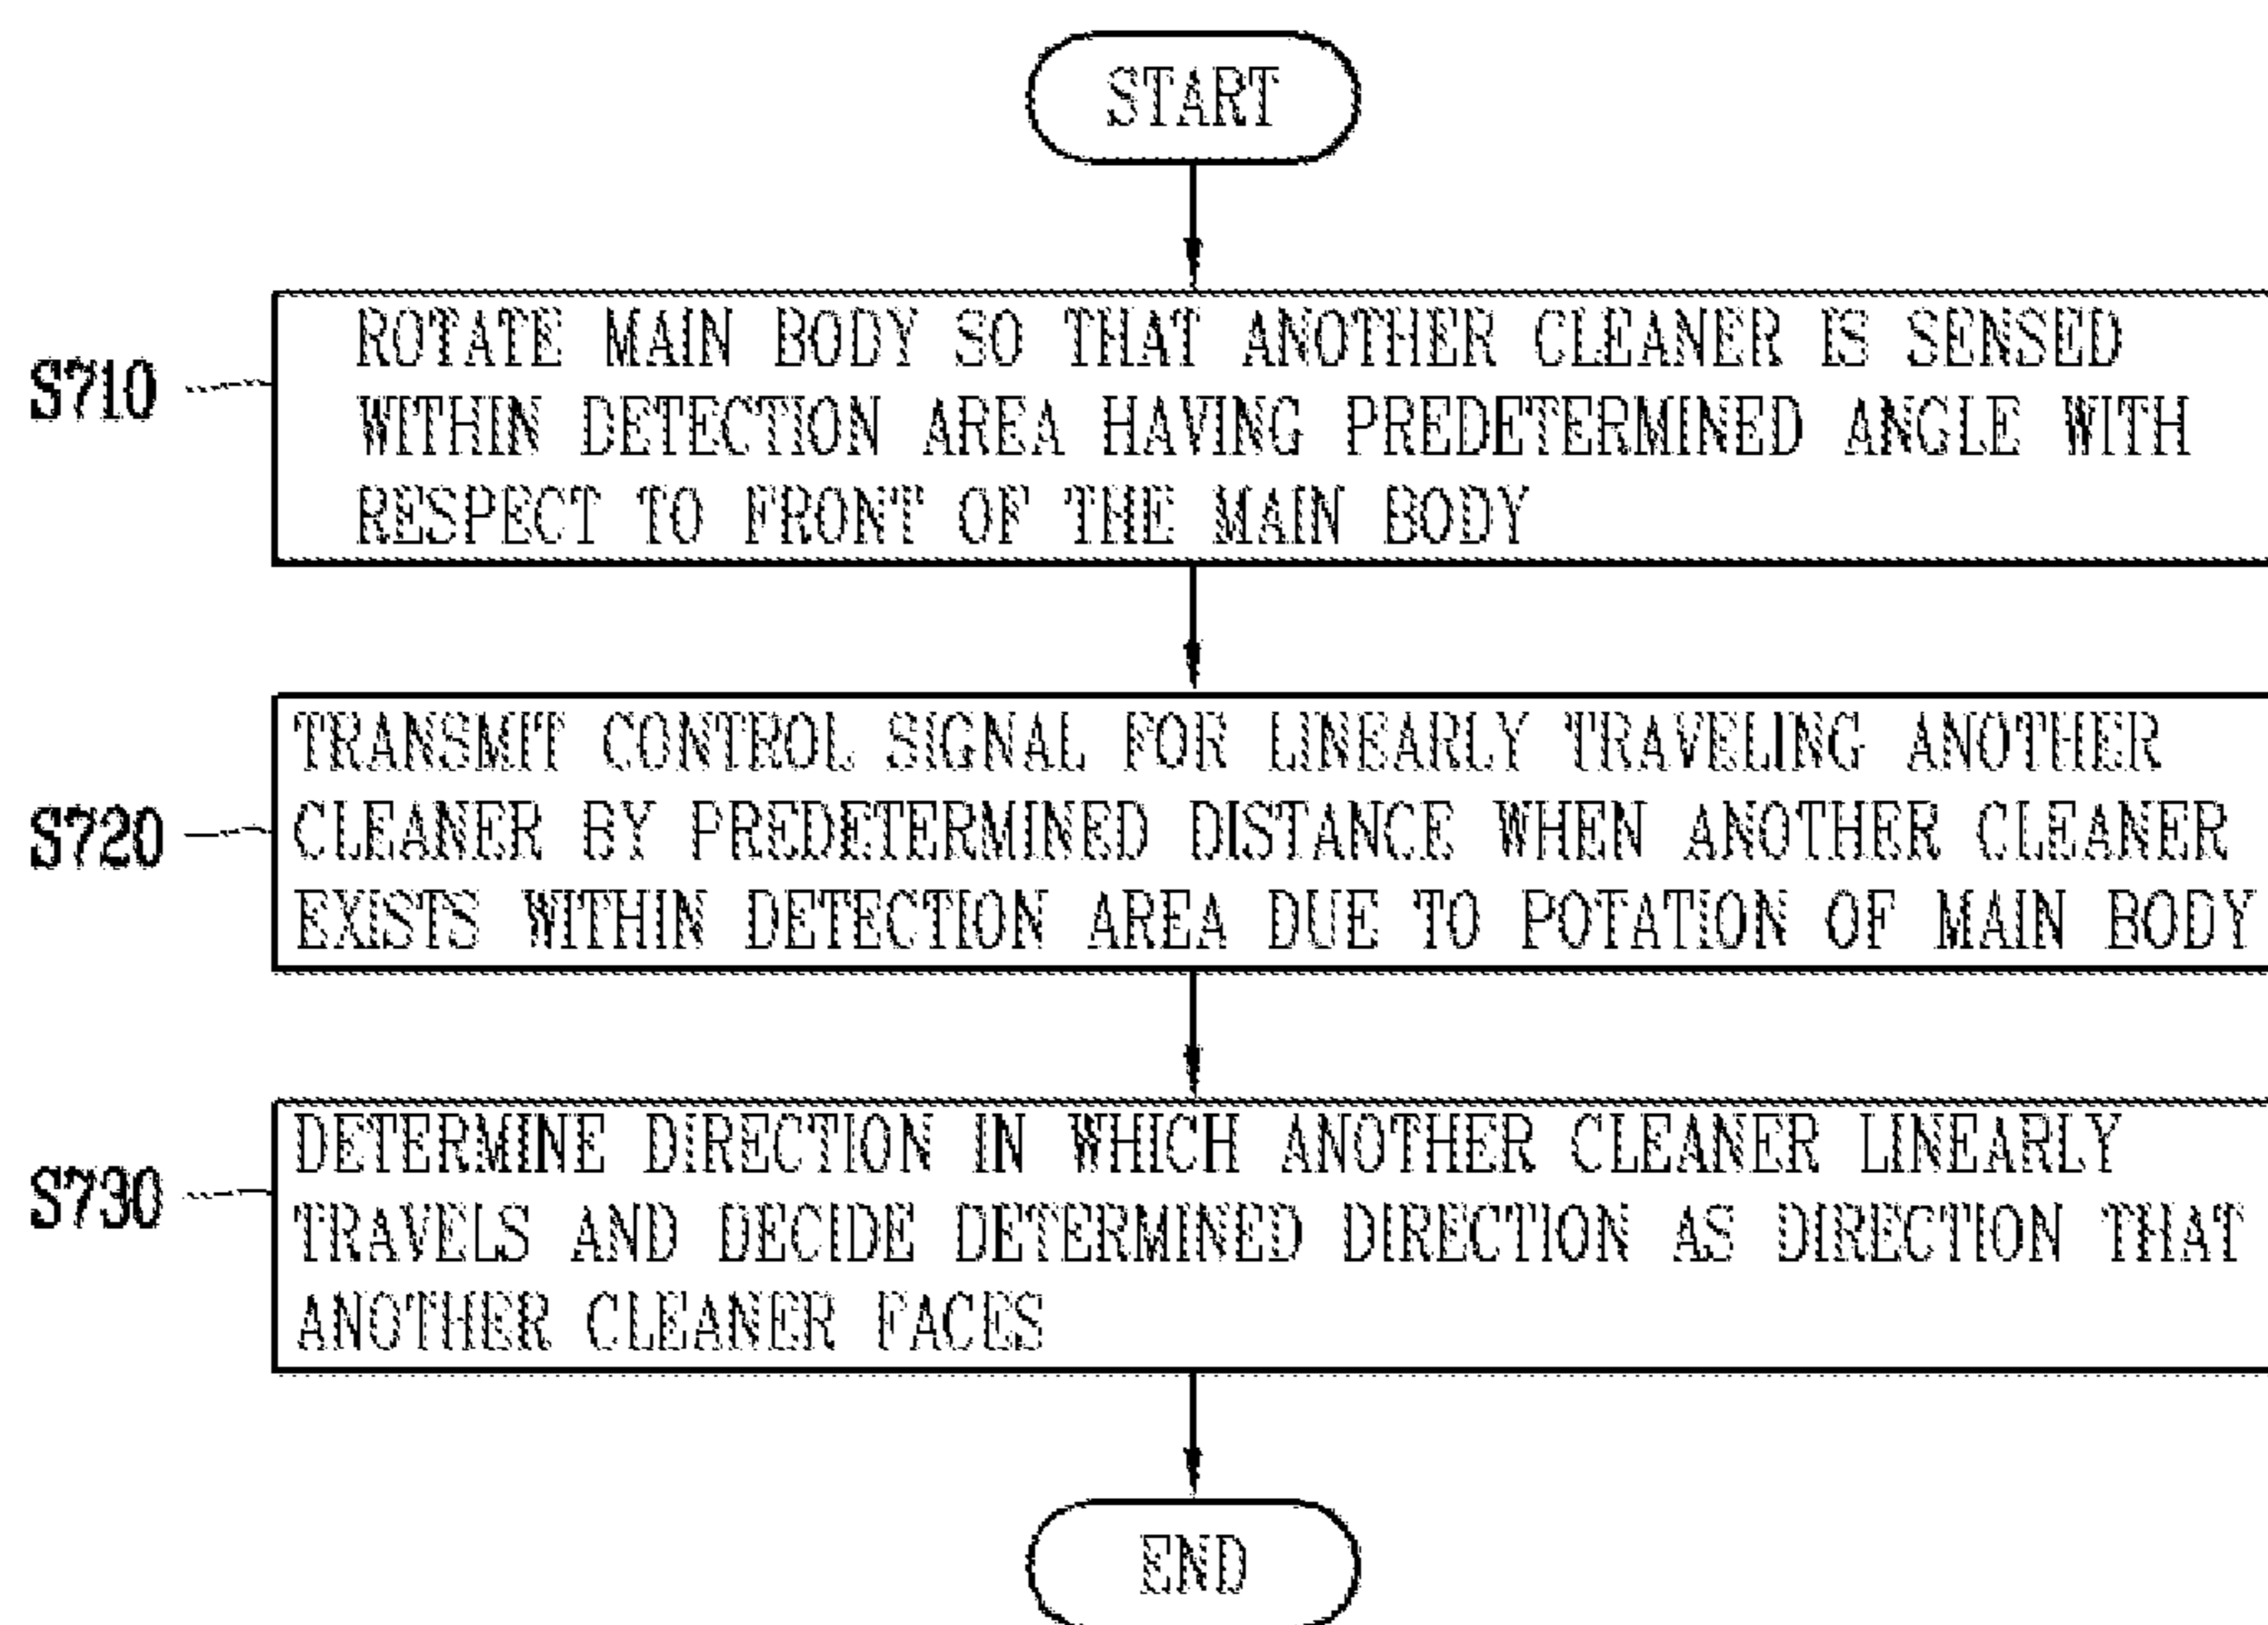 START
S710
ROTATE MAIN BODY SO THAT ANOTHER CLEANER IS SENSED
WITHIN DETECTION AREA HAVING PREDETERMINED ANGLE WITH
RESPECT TO FRONT OF THE MAIN BODY
S720
TRANSMIT CONTROL SIGNAL FOR LINEARLY TRAVELING ANOTHER
CLEANER BY PREDETERMINED DISTANCE WHEN ANOTHER CLEANER
EXISTS WITHIN DETECTION AREA DUE TO POTATION OF MAIN BODY
S730
DETERMINE DIRECTION IN WHICH ANOTHER CLEANER LINEARLY
TRAVELS AND DECIDE DETERMINED DIRECTION AS DIRECTION THAT
ANOTHER CLEANER FACES
END